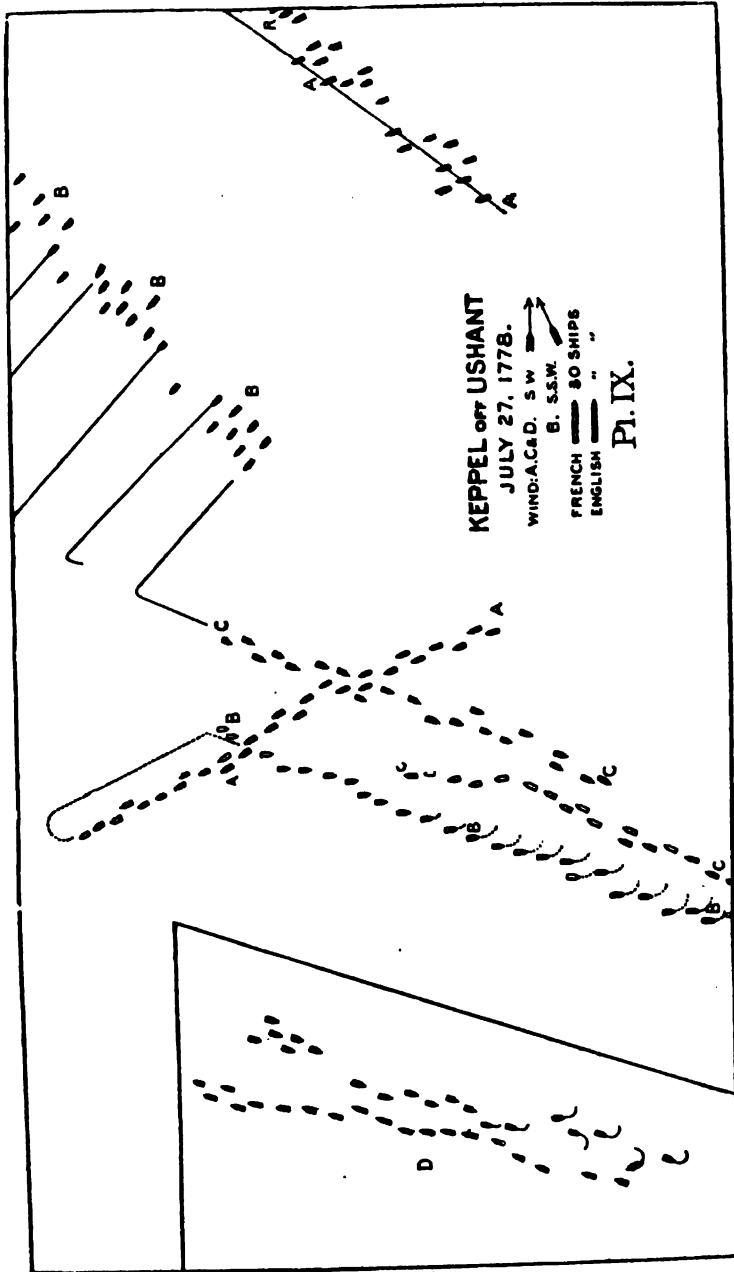 B
B
C
A
B
B
R
A
C
D
B
A
A
KEPPEL OFF USHANT
JULY 27, 1778.
WIND: A.C&D. S W
B. S.S.W.
FRENCH 30 SHIPS
ENGLISH " "
Pl. IX.
C
B
C